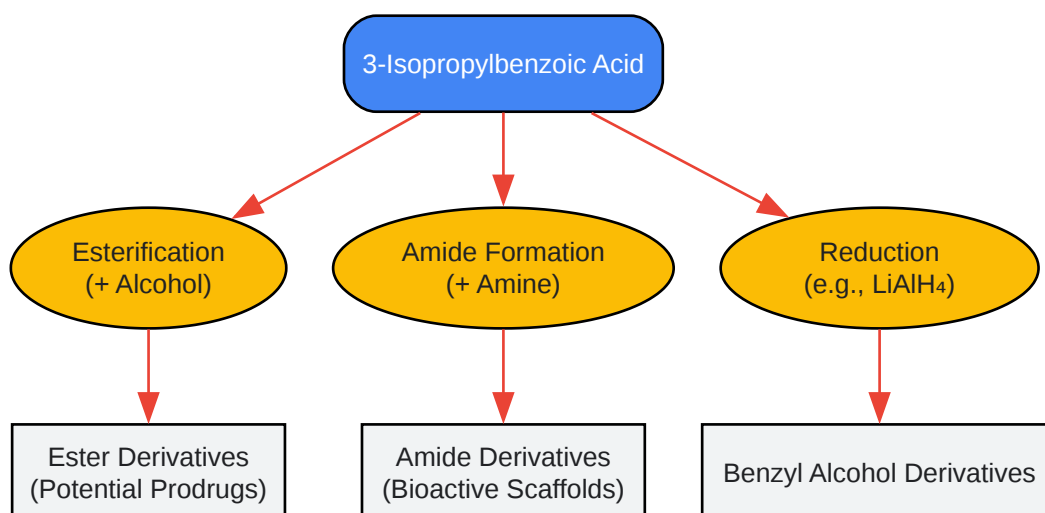 3-Isopropylbenzoic Acid
Esterification
(+ Alcohol)
Amide Formation
(+ Amine)
Reduction
(e.g., LiAlH₄)
Ester Derivatives
(Potential Prodrugs)
Amide Derivatives
(Bioactive Scaffolds)
Benzyl Alcohol Derivatives